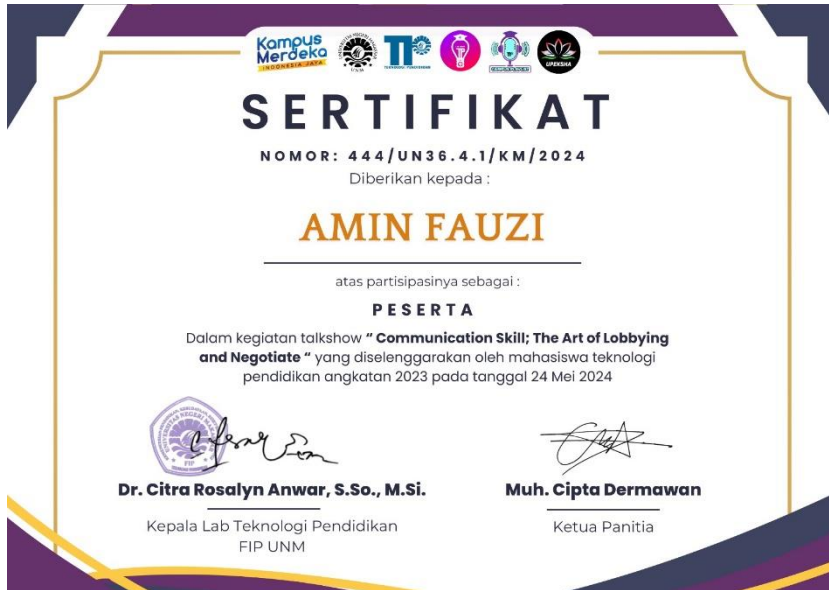 Kampus
Merdeka
INDONESIA JAYA
UPEKSHA
SERTIFIKAT
NOMOR: 444/UN36.4.1/KM/2024
Diberikan kepada :
AMIN FAUZI
atas partisipasinya sebagai :
PESERTA
Dalam kegiatan talkshow “ Communication Skill; The Art of Lobbying
and Negotiate “ yang diselenggarakan oleh mahasiswa teknologi
pendidikan angkatan 2023 pada tanggal 24 Mei 2024
FIP
Dr. Citra Rosalyn Anwar, S.So., M.Si.
Muh. Cipta Dermawan
Kepala Lab Teknologi Pendidikan
FIP UNM
Ketua Panitia